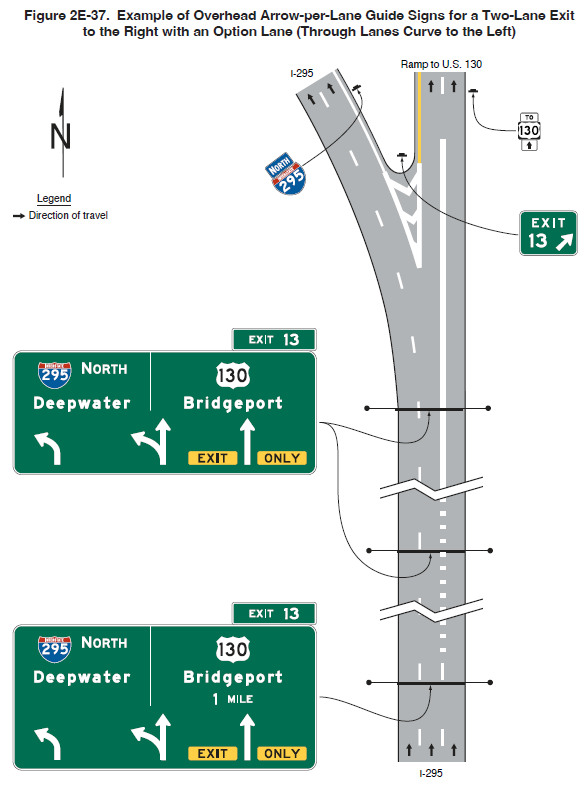 Figure 2E-37. Example of Overhead Arrow-per-Lane Guide Signs for a Two-Lane Exit
to the Right with an Option Lane (Through Lanes Curve to the Left)
Ramp to U.S. 130
I-295
N
TO
130
NORTH
295
Legend
Direction of travel
EXIT
13
EXIT 13
295 NORTH
130
Deepwater
Bridgeport
EXIT ONLY
EXIT 13
295 NORTH
130
Deepwater
Bridgeport
1 MILE
EXIT ONLY
I-295